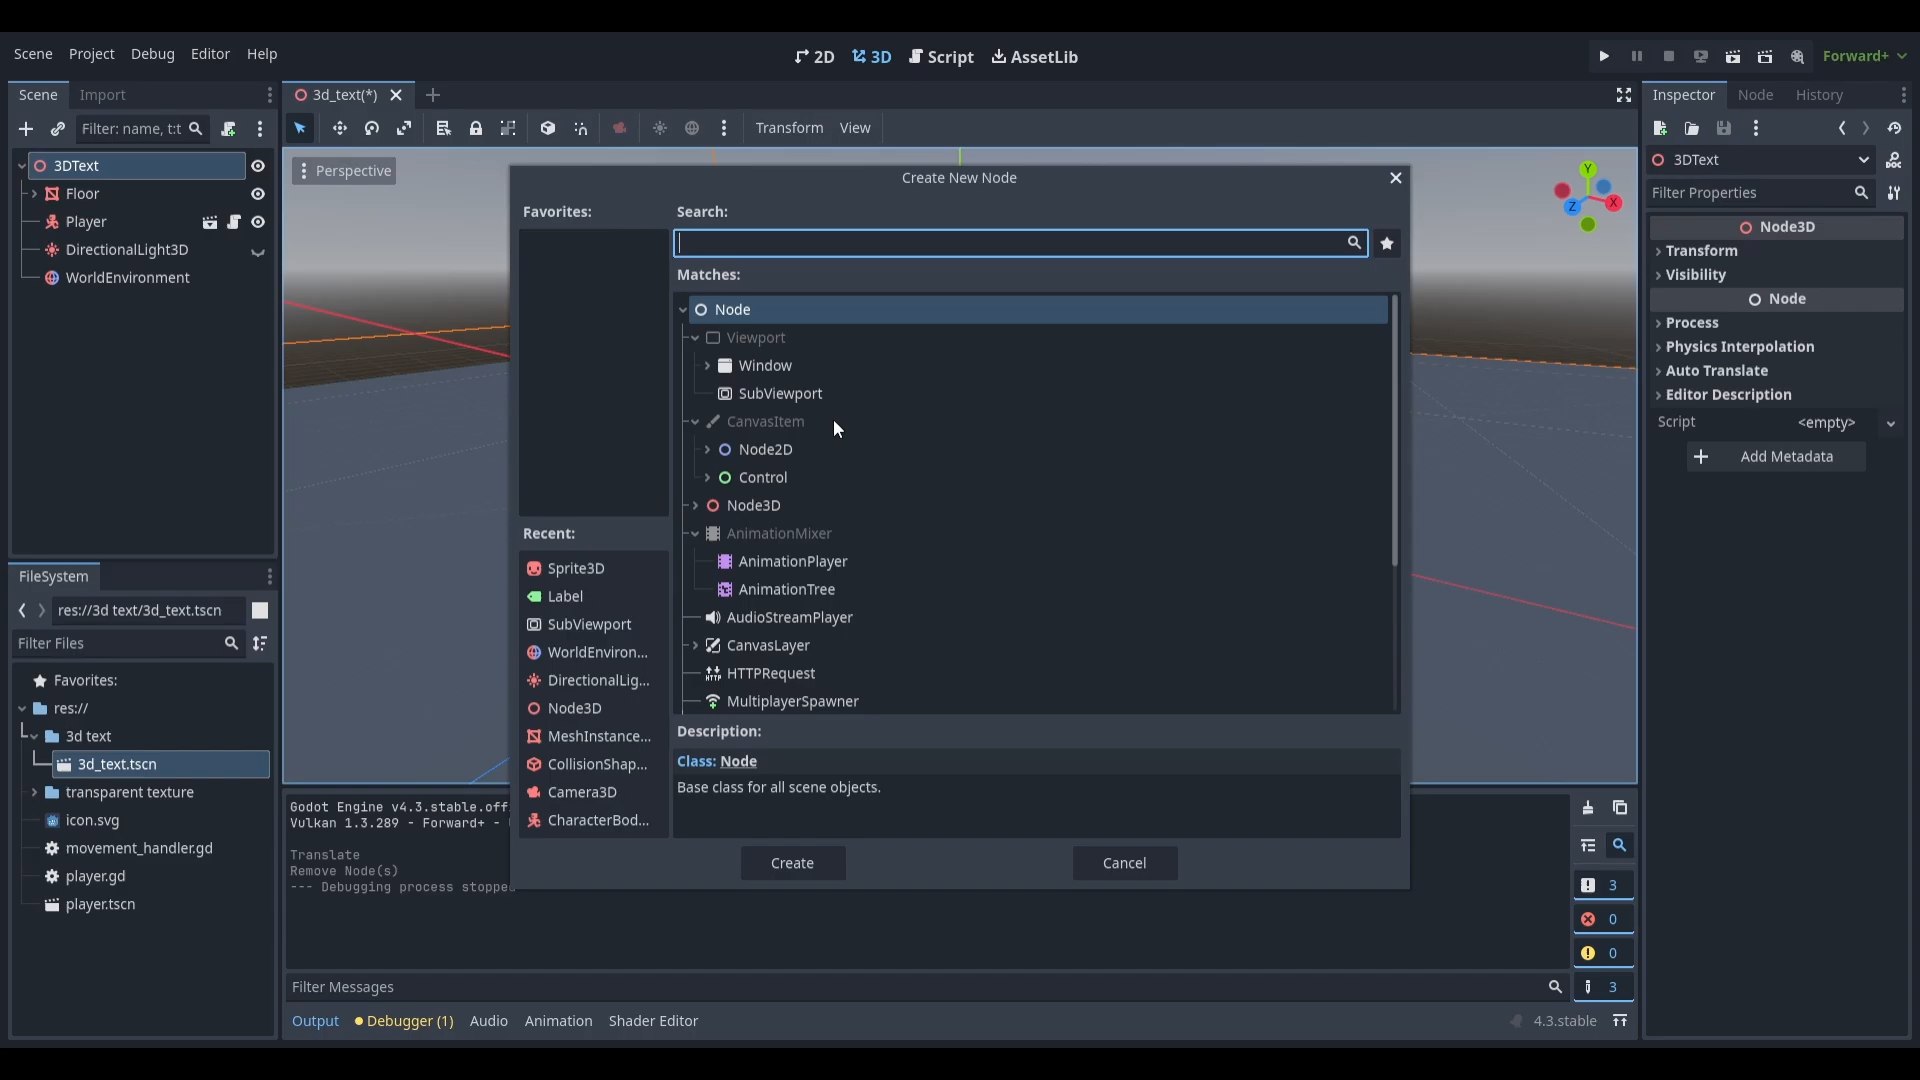 Scene Project Debug Editor Help
2D 3D Script AssetLib
Forward+
Scene Import
3d_text(*)
Inspector Node History
Filter: name, t:t
Transform View
3DText
Floor
Player
DirectionalLight3D
WorldEnvironment
Perspective
Y
X
Z
3DText
Filter Properties
Node3D
Transform
Visibility
Node
Process
Physics Interpolation
Auto Translate
Editor Description
Script <empty>
Add Metadata
Create New Node
Favorites:
Search:
Matches:
Node
Viewport
Window
SubViewport
CanvasItem
Node2D
Control
Node3D
AnimationMixer
AnimationPlayer
AnimationTree
AudioStreamPlayer
CanvasLayer
HTTPRequest
MultiplayerSpawner
Recent:
Sprite3D
Label
SubViewport
WorldEnviron...
DirectionalLig...
Node3D
MeshInstance...
CollisionShap...
Camera3D
CharacterBod...
Description:
Class: Node
Base class for all scene objects.
Create Cancel
FileSystem
res://3d text/3d_text.tscn
Filter Files
Favorites:
res://
3d text
3d_text.tscn
transparent texture
icon.svg
movement_handler.gd
player.gd
player.tscn
Godot Engine v4.3.stable.off
Vulkan 1.3.289 - Forward+ -
Translate
Remove Node(s)
--- Debugging process stopped
3
0
0
3
Filter Messages
Output Debugger (1) Audio Animation Shader Editor
4.3.stable